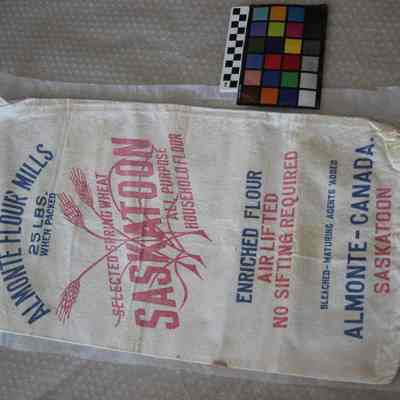 ALMONTE FLOUR MILLS
25 LBS.
WHEN PACKED
SELECTED SPRING WHEAT
SASKATOON
ALL PURPOSE
HOUSEHOLD FLOUR
ENRICHED FLOUR
AIR LIFTED
NO SIFTING REQUIRED
BLEACHED-MATURING AGENTS ADDED
ALMONTE-CANADA.
SASKATOON